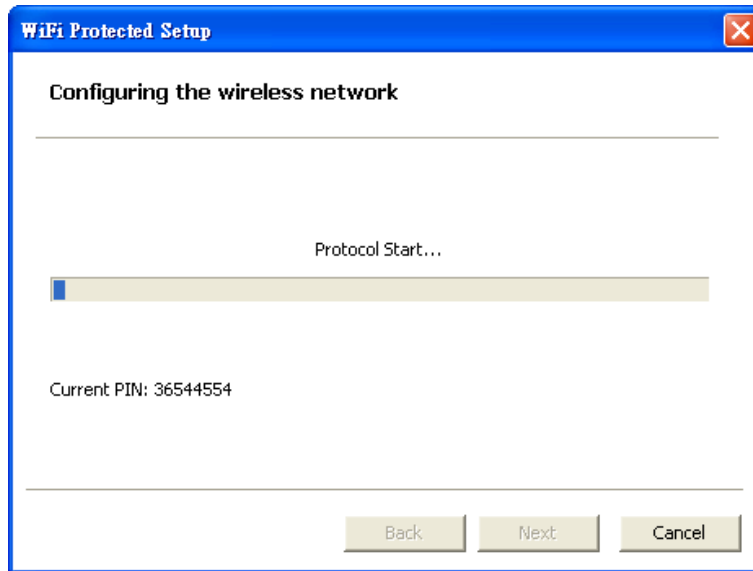 WiFi Protected Setup
Configuring the wireless network
Protocol Start...
Current PIN: 36544554
Back Next Cancel